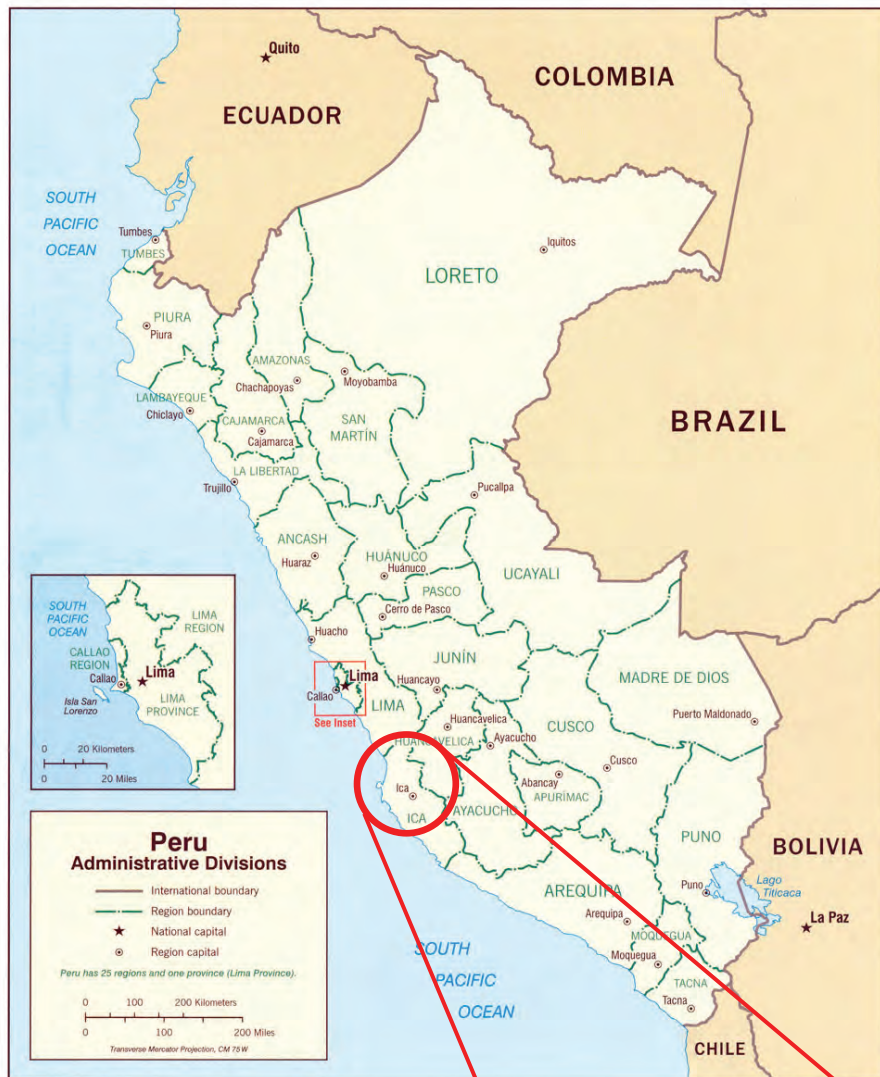 Quito
COLOMBIA
ECUADOR
SOUTH
PACIFIC
OCEAN
Tumbes
TUMBES
Iquitos
LORETO
PIURA
Piura
AMAZONAS
Moyobamba
Chachapoyas
LAMBAYEQUE
Chiclayo
CAJAMARCA
Cajamarca
SAN
MARTÍN
BRAZIL
LA LIBERTAD
Trujillo
Pucallpa
ANCASH
Huaraz
HUÁNUCO
Huánuco
UCAYALI
PASCO
Cerro de Pasco
Huacho
JUNÍN
MADRE DE DIOS
Lima
Callao
See Inset
LIMA
Huancayo
Puerto Maldonado
Huancavelica
HUANCAVELICA
Ayacucho
CUSCO
Cusco
Abancay
APURÍMAC
Ica
ICA
AYACUCHO
PUNO
BOLIVIA
Puno
Lago
Titicaca
AREQUIPA
Arequipa
La Paz
MOQUEGUA
Moquegua
TACNA
Tacna
SOUTH
PACIFIC
OCEAN
CHILE
SOUTH
PACIFIC
OCEAN
LIMA
REGION
CALLAO
REGION
Callao
Lima
Isla San
Lorenzo
LIMA
PROVINCE
0 20 Kilometers
0 20 Miles
Peru
Administrative Divisions
International boundary
Region boundary
National capital
Region capital
Peru has 25 regions and one province (Lima Province).
0 100 200 Kilometers
0 100 200 Miles
Transverse Mercator Projection, CM 75 W